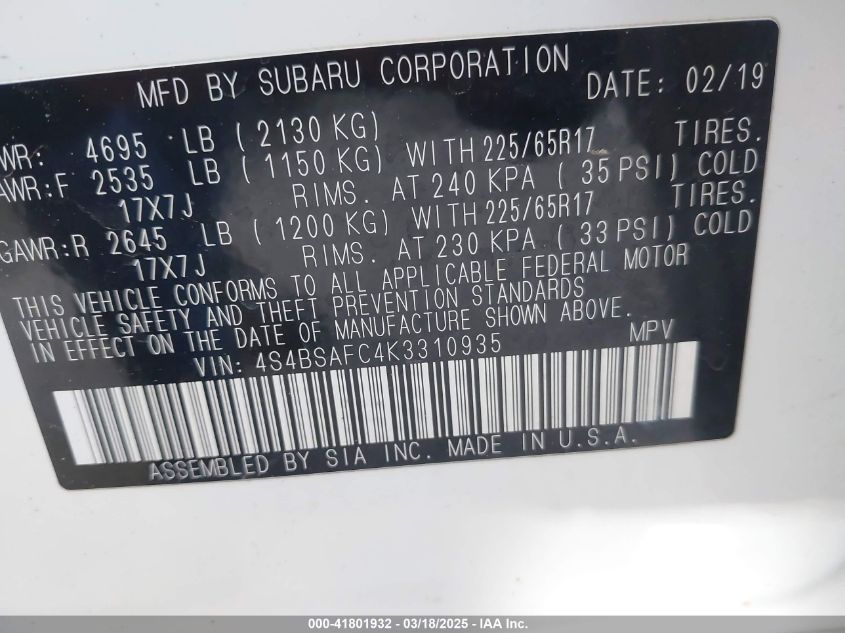 MFD BY SUBARU CORPORATION DATE: 02/19
WR: 4695 LB (2130 KG)
AWR:F 2535 LB (1150 KG) WITH 225/65R17 TIRES.
17X7J RIMS. AT 240 KPA (35 PSI) COLD
GAWR:R 2645 LB (1200 KG) WITH 225/65R17 TIRES.
17X7J RIMS. AT 230 KPA (33 PSI) COLD
THIS VEHICLE CONFORMS TO ALL APPLICABLE FEDERAL MOTOR
VEHICLE SAFETY AND THEFT PREVENTION STANDARDS
IN EFFECT ON THE DATE OF MANUFACTURE SHOWN ABOVE.
VIN: 4S4BSAFC4K3310935 MPV
ASSEMBLED BY SIA INC. MADE IN U.S.A.
000-41801932 - 03/18/2025 - IAA Inc.